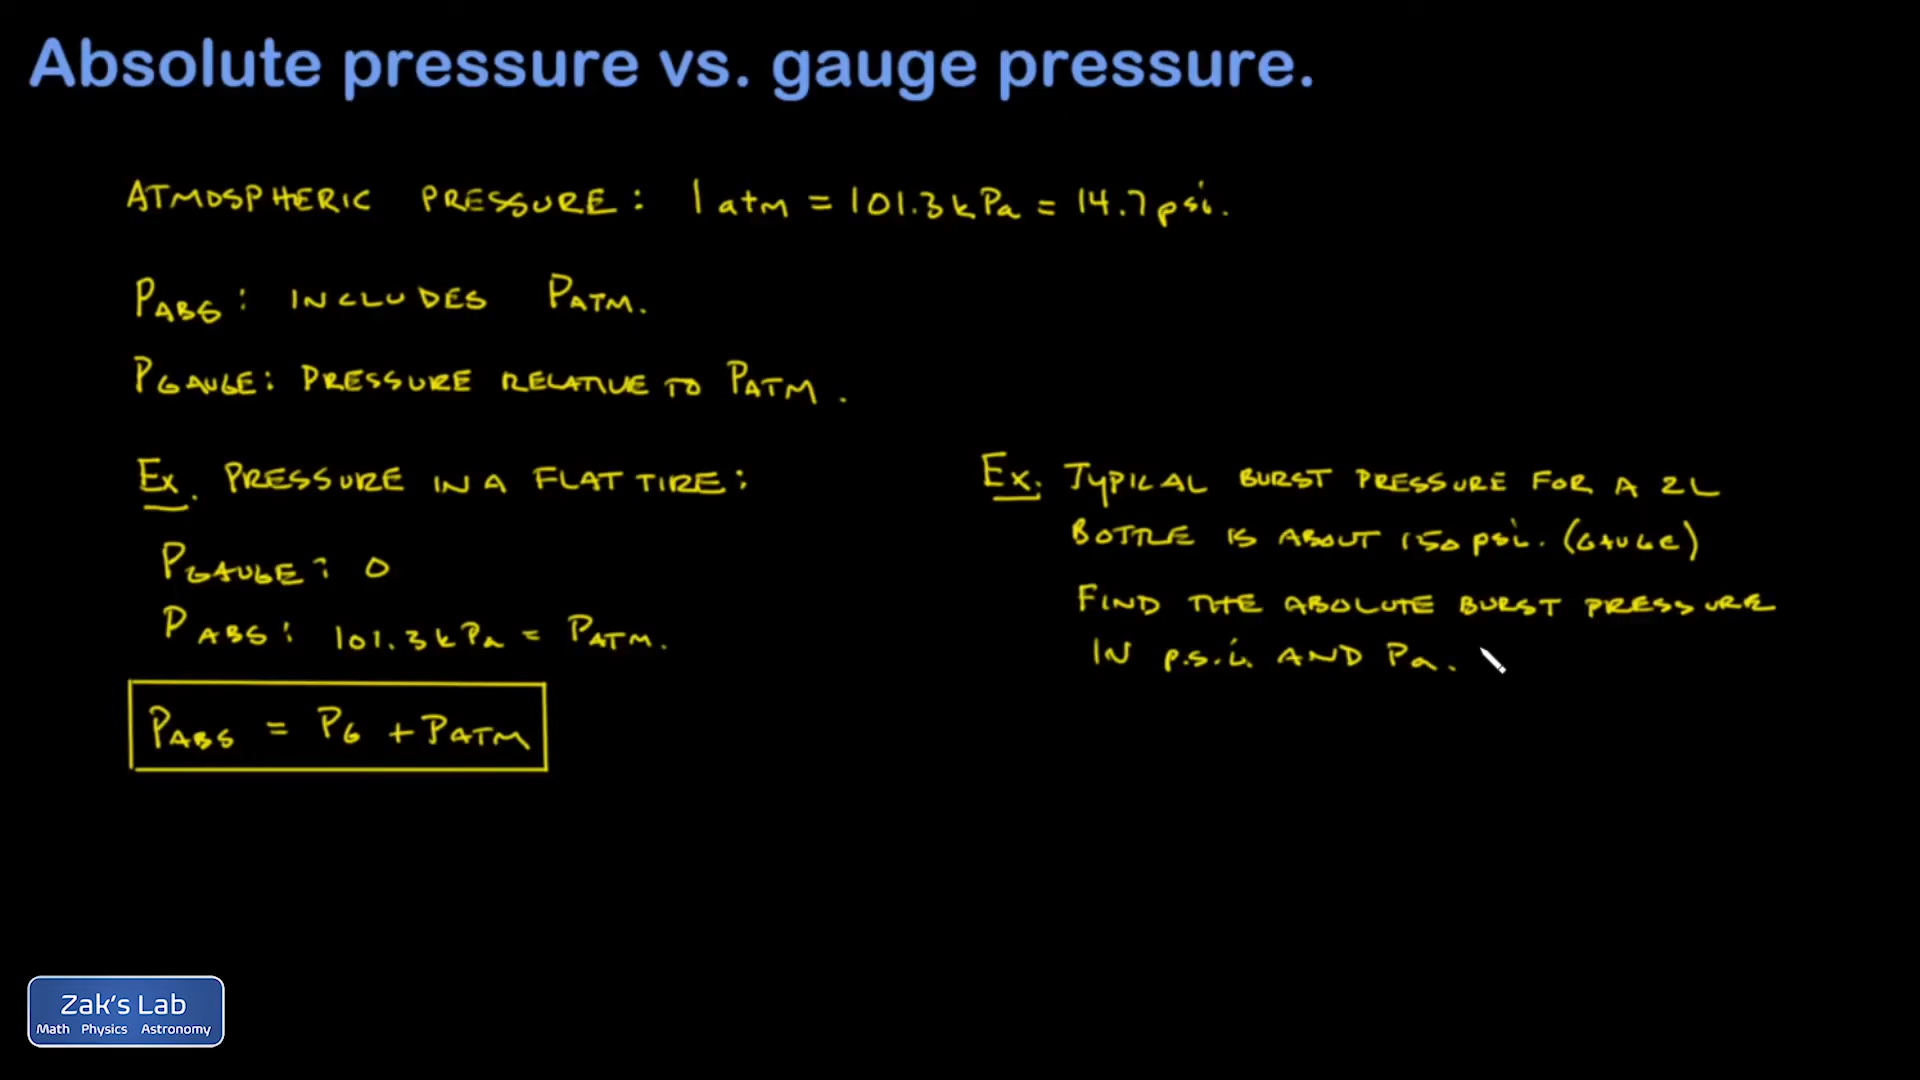 Absolute pressure vs. gauge pressure.
ATMOSPHERIC PRESSURE: 1 atm = 101.3 kPa = 14.7 psi.
PABS: INCLUDES PATM.
PGAUGE: PRESSURE RELATIVE TO PATM.
Ex. PRESSURE IN A FLAT TIRE:
PGAUGE: 0
PABS: 101.3 kPa = PATM.
PABS = PG + PATM
Ex. TYPICAL BURST PRESSURE FOR A 2L
BOTTLE IS ABOUT 150 psi. (GAUGE)
FIND THE ABOLUTE BURST PRESSURE
IN p.s.i. AND Pa.
Zak's Lab
Math Physics Astronomy